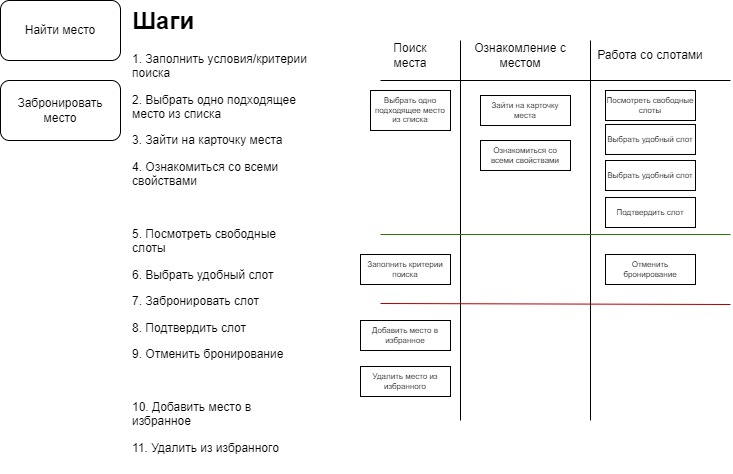 Найти место
Забронировать
место
Шаги
1. Заполнить условия/критерии
поиска
2. Выбрать одно подходящее
место из списка
3. Зайти на карточку места
4. Ознакомиться со всеми
свойствами
5. Посмотреть свободные
слоты
6. Выбрать удобный слот
7. Забронировать слот
8. Подтвердить слот
9. Отменить бронирование
10. Добавить место в
избранное
11. Удалить из избранного
Поиск
места
Ознакомление с
местом
Работа со слотами
Выбрать одно
подходящее место
из списка
Зайти на карточку
места
Ознакомиться со
всеми свойствами
Посмотреть свободные
слоты
Выбрать удобный слот
Выбрать удобный слот
Подтвердить слот
Заполнить критерии
поиска
Отменить
бронирование
Добавить место в
избранное
Удалить место из
избранного